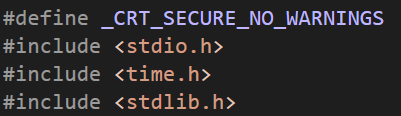 #define _CRT_SECURE_NO_WARNINGS
#include <stdio.h>
#include <time.h>
#include <stdlib.h>